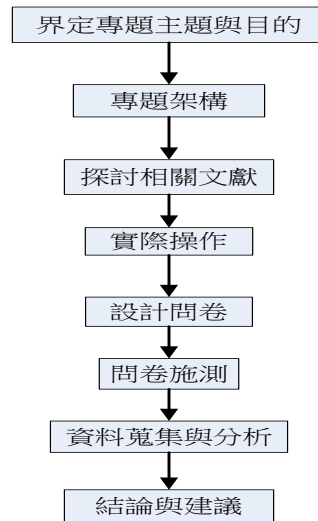 界定專題主題與目的
專題架構
探討相關文獻
實際操作
設計問卷
問卷施測
資料蒐集與分析
結論與建議